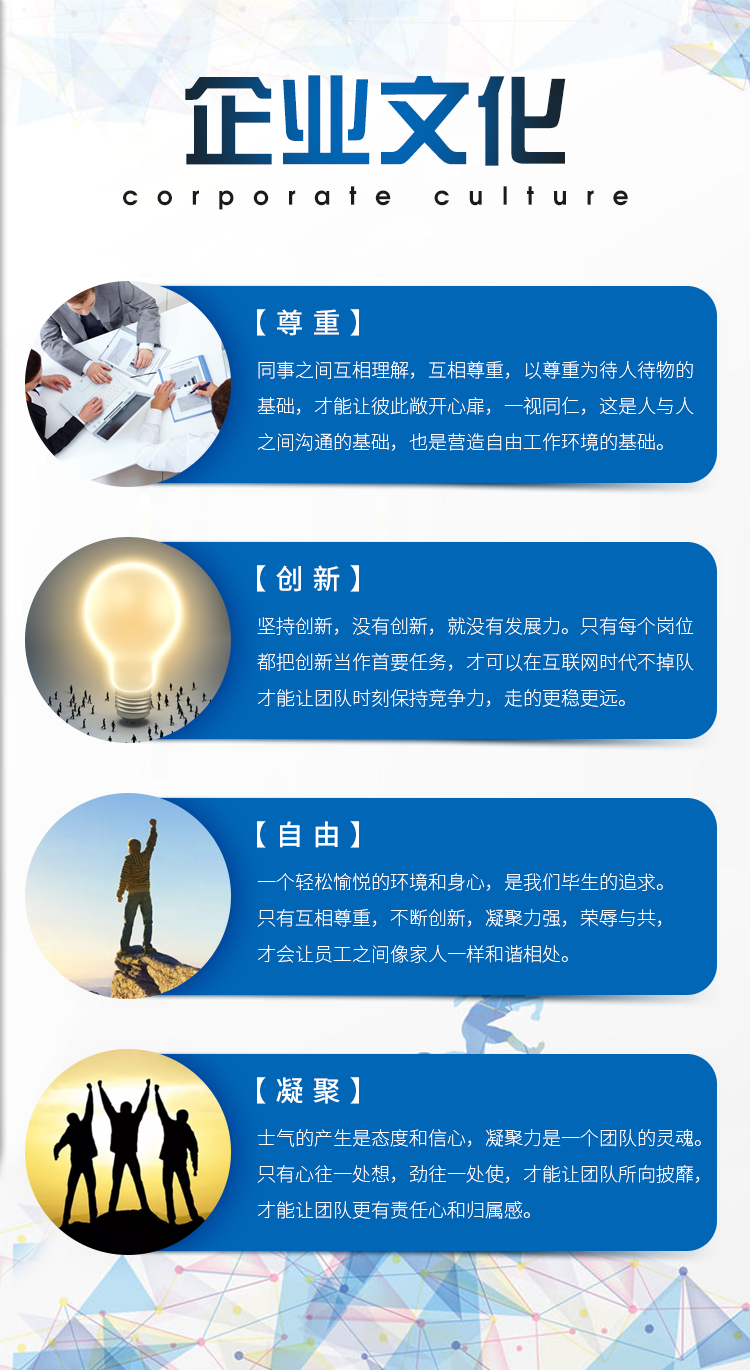 企业文化
corporate culture
【尊重】
同事之间互相理解，互相尊重，以尊重为待人待物的
基础，才能让彼此敞开心扉，一视同仁，这是人与人
之间沟通的基础，也是营造自由工作环境的基础。
【创新】
坚持创新，没有创新，就没有发展力。只有每个岗位
都把创新当作首要任务，才可以在互联网时代不掉队
才能让团队时刻保持竞争力，走的更稳更远。
【自由】
一个轻松愉悦的环境和身心，是我们毕生的追求。
只有互相尊重，不断创新，凝聚力强，荣辱与共，
才会让员工之间像家人一样和谐相处。
【凝聚】
士气的产生是态度和信心，凝聚力是一个团队的灵魂。
只有心往一处想，劲往一处使，才能让团队所向披靡，
才能让团队更有责任心和归属感。